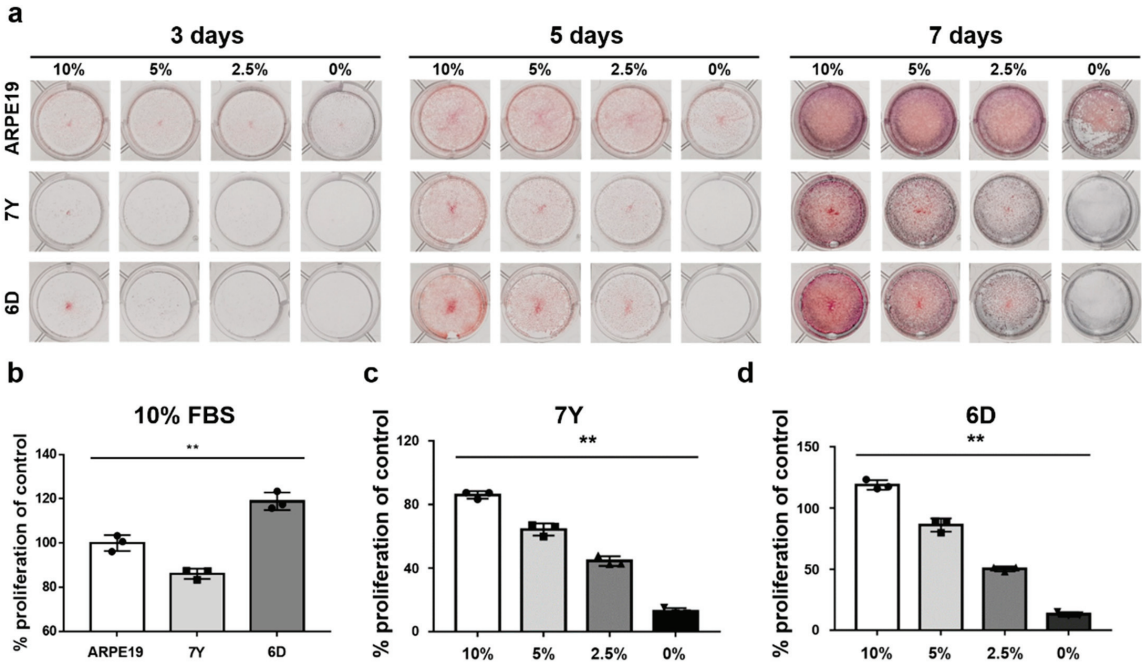 a
3 days 5 days 7 days
10% 5% 2.5% 0% 10% 5% 2.5% 0% 10% 5% 2.5% 0%
ARPE19
7Y
6D
b
10% FBS
**
% proliferation of control
140
120
100
80
60
ARPE19 7Y 6D
c
7Y
**
% proliferation of control
120
80
40
0
10% 5% 2.5% 0%
d
6D
**
% proliferation of control
150
100
50
0
10% 5% 2.5% 0%